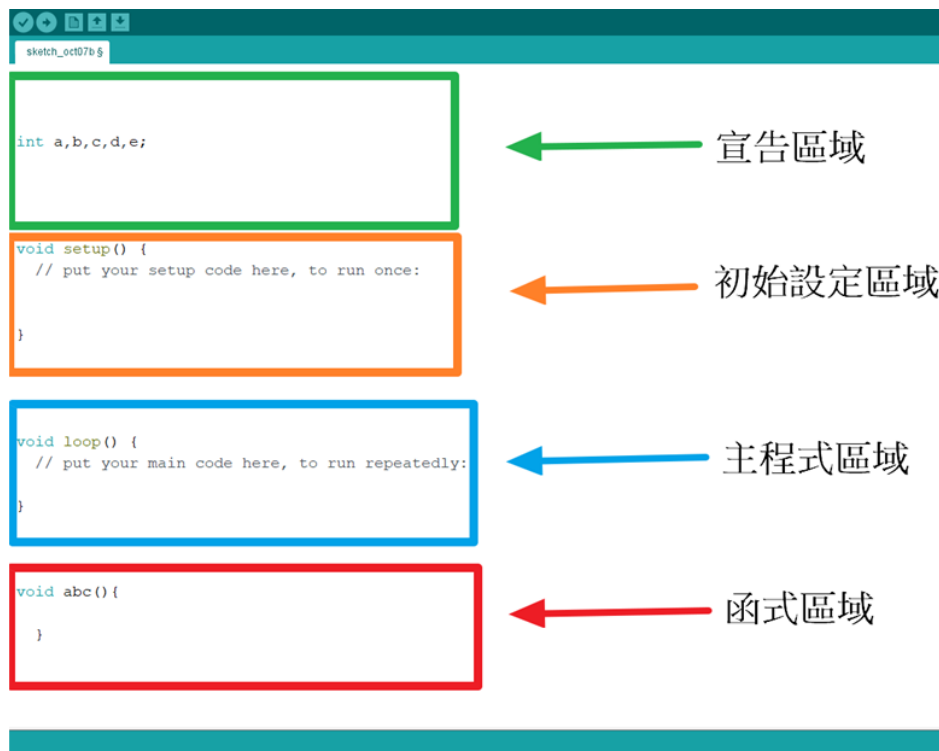 sketch_oct07b §
int a,b,c,d,e;
宣告區域
void setup() {
// put your setup code here, to run once:
初始設定區域
}
void loop() {
// put your main code here, to run repeatedly:
主程式區域
}
void abc(){
函式區域
}